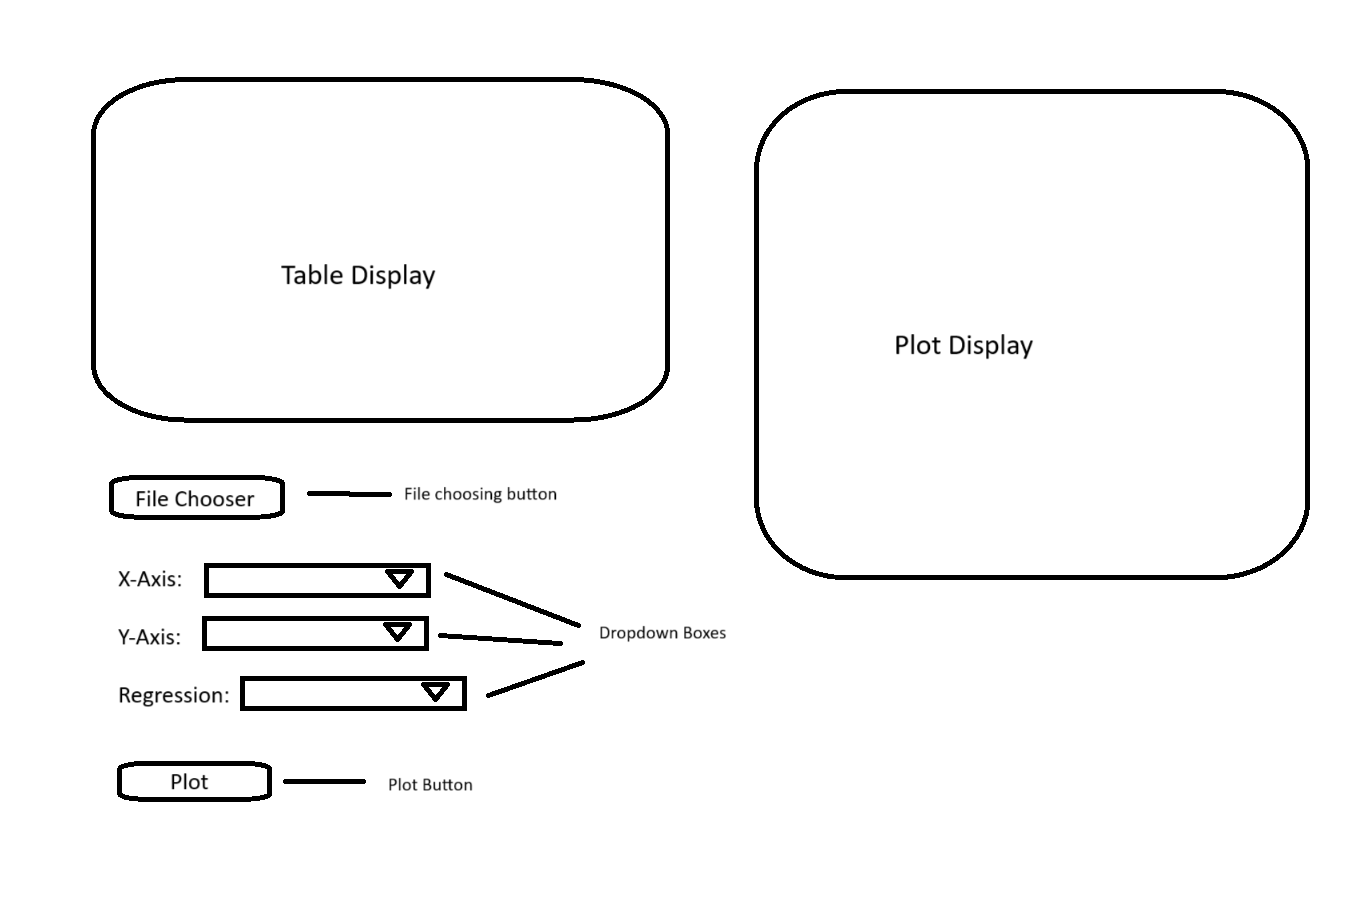 Table Display
Plot Display
File Chooser
File choosing button
X-Axis:
Y-Axis:
Dropdown Boxes
Regression:
Plot
Plot Button